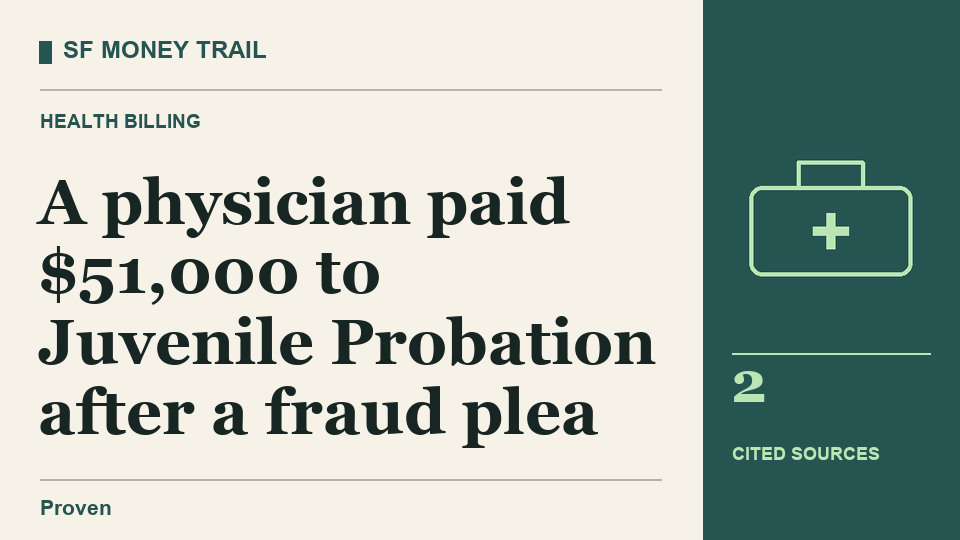 SF MONEY TRAIL
HEALTH BILLING
A physician paid
$51,000 to
Juvenile Probation
after a fraud plea
Proven
2
CITED SOURCES